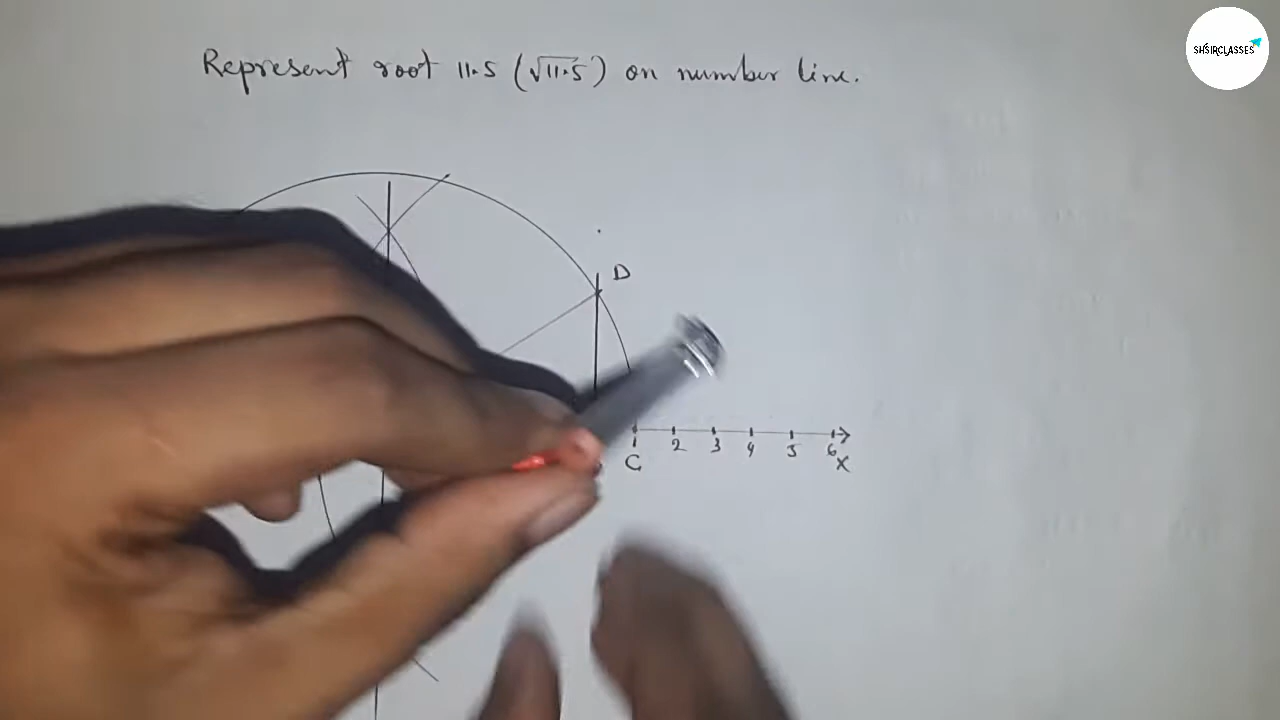 SHSIRCLASSES
Represent root 11.5 (√11.5) on number line.
D
1 2 3 4 5 6
C X